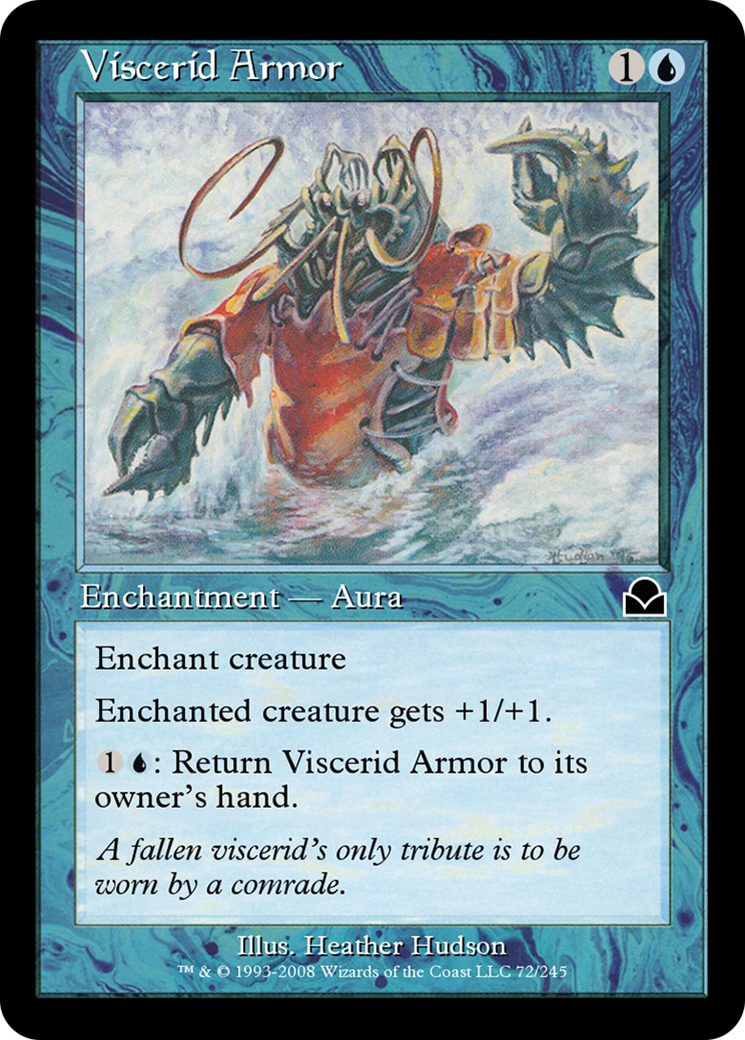 Viscerid Armor 1
Hudson '95
Enchantment — Aura
Enchant creature
Enchanted creature gets +1/+1.
1 : Return Viscerid Armor to its
owner's hand.
A fallen viscerid's only tribute is to be
worn by a comrade.
Illus. Heather Hudson
™ & © 1993-2008 Wizards of the Coast LLC 72/245